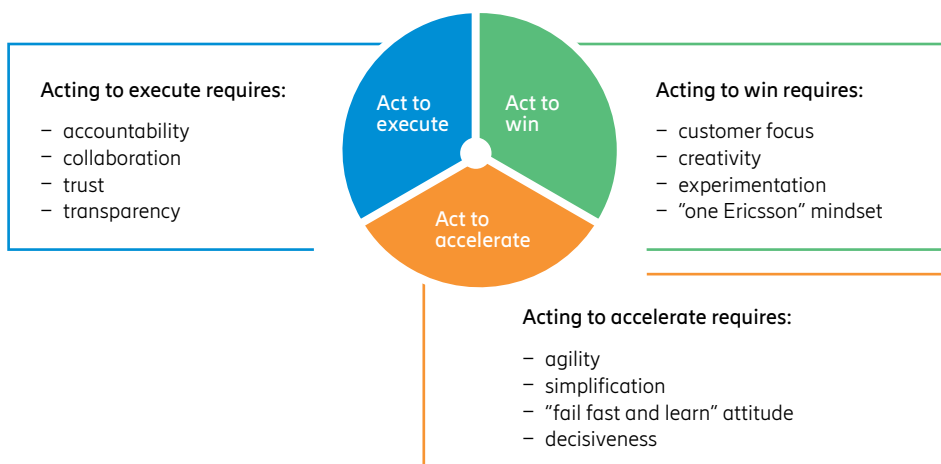 Act to
execute
Act to
win
Act to
accelerate
Acting to execute requires:
– accountability
– collaboration
– trust
– transparency
Acting to win requires:
– customer focus
– creativity
– experimentation
– “one Ericsson” mindset
Acting to accelerate requires:
– agility
– simplification
– “fail fast and learn” attitude
– decisiveness